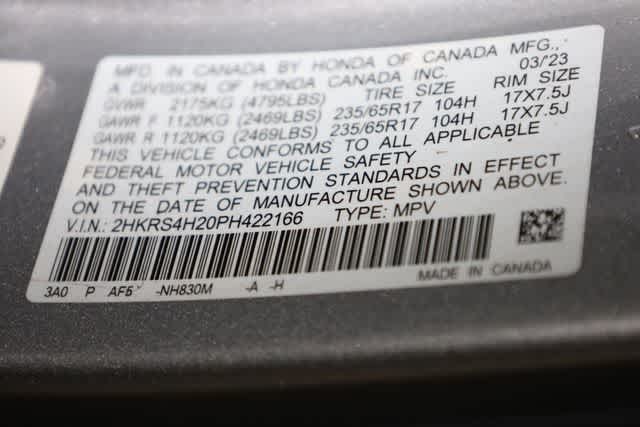 MFD. IN CANADA BY HONDA OF CANADA MFG.,
A DIVISION OF HONDA CANADA INC. 03/'23
GVWR 2175KG (4795LBS) TIRE SIZE RIM SIZE
GAWR F 1120KG (2469LBS) 235/65R17 104H 17X7.5J
GAWR R 1120KG (2469LBS) 235/65R17 104H 17X7.5J
THIS VEHICLE CONFORMS TO ALL APPLICABLE
FEDERAL MOTOR VEHICLE SAFETY
AND THEFT PREVENTION STANDARDS IN EFFECT
ON THE DATE OF MANUFACTURE SHOWN ABOVE.
V.I.N.: 2HKRS4H20PH422166 TYPE: MPV
3A0 P AF5 -NH830M -A -H MADE IN CANADA